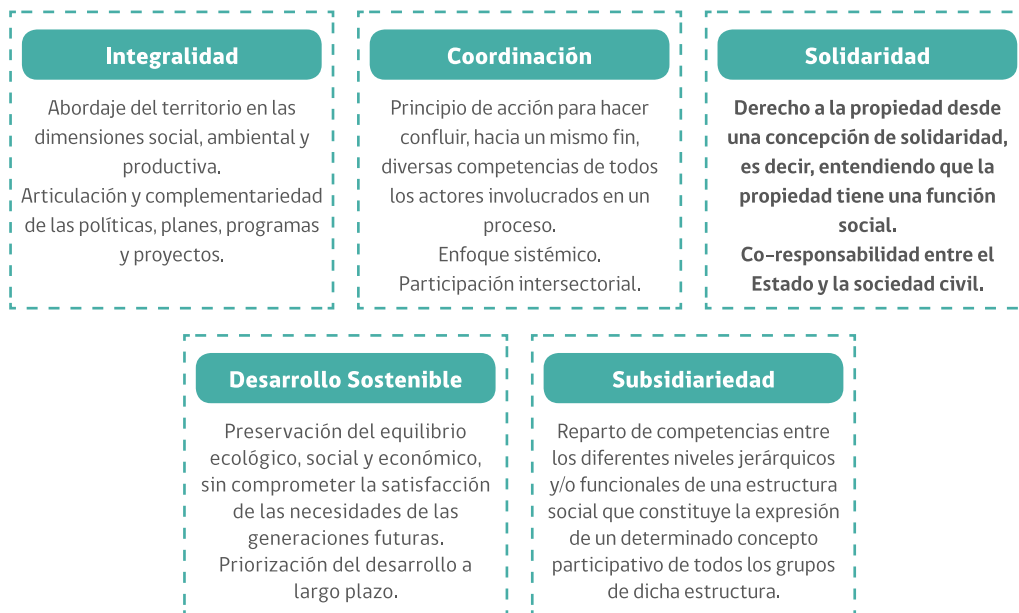 Integralidad
Abordaje del territorio en las
dimensiones social, ambiental y
productiva.
Articulación y complementariedad
de las políticas, planes, programas
y proyectos.
Coordinación
Principio de acción para hacer
confluir, hacia un mismo fin,
diversas competencias de todos
los actores involucrados en un
proceso.
Enfoque sistémico.
Participación intersectorial.
Solidaridad
Derecho a la propiedad desde
una concepción de solidaridad,
es decir, entendiendo que la
propiedad tiene una función
social.
Co-responsabilidad entre el
Estado y la sociedad civil.
Desarrollo Sostenible
Preservación del equilibrio
ecológico, social y económico,
sin comprometer la satisfacción
de las necesidades de las
generaciones futuras.
Priorización del desarrollo a
largo plazo.
Subsidiariedad
Reparto de competencias entre
los diferentes niveles jerárquicos
y/o funcionales de una estructura
social que constituye la expresión
de un determinado concepto
participativo de todos los grupos
de dicha estructura.